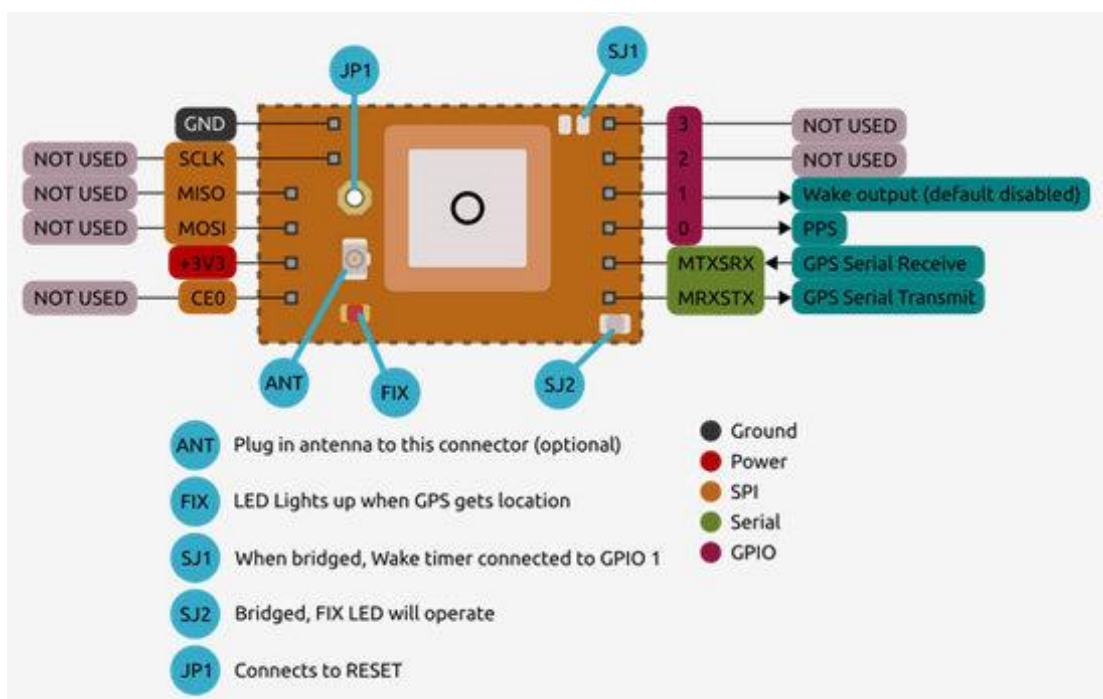 SJ1
JP1
GND 3 NOT USED
NOT USED SCLK 2 NOT USED
NOT USED MISO 1 Wake output (default disabled)
NOT USED MOSI 0 PPS
+3V3 MTXSRX GPS Serial Receive
NOT USED CE0 MRXSTX GPS Serial Transmit
ANT FIX SJ2
ANT Plug in antenna to this connector (optional)
FIX LED Lights up when GPS gets location
SJ1 When bridged, Wake timer connected to GPIO 1
SJ2 Bridged, FIX LED will operate
JP1 Connects to RESET
Ground
Power
SPI
Serial
GPIO